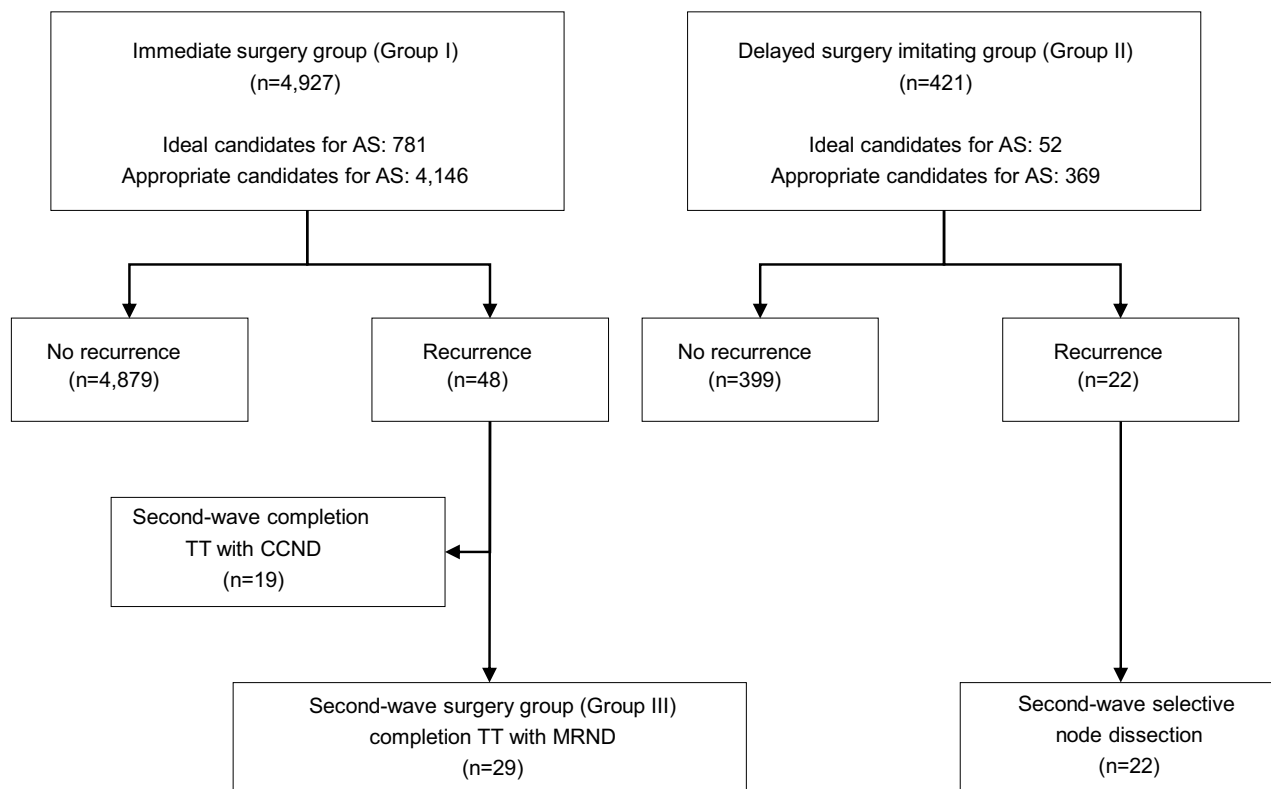 Immediate surgery group (Group I)
(n=4,927)
Ideal candidates for AS: 781
Appropriate candidates for AS: 4,146
Delayed surgery imitating group (Group II)
(n=421)
Ideal candidates for AS: 52
Appropriate candidates for AS: 369
No recurrence
(n=4,879)
Recurrence
(n=48)
No recurrence
(n=399)
Recurrence
(n=22)
Second-wave completion
TT with CCND
(n=19)
Second-wave surgery group (Group III)
completion TT with MRND
(n=29)
Second-wave selective
node dissection
(n=22)